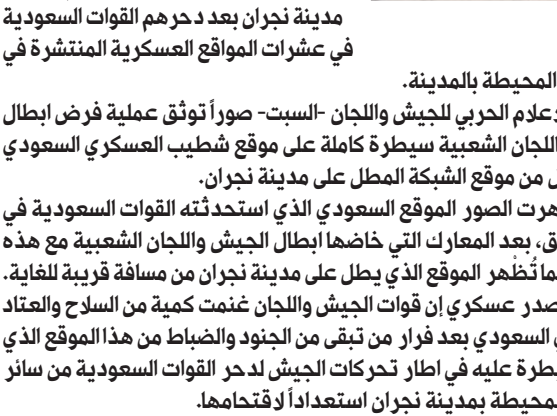 مدينة نجران بعد دحرهم القوات السعودية
في عشرات المواقع العسكرية المنتشرة في
المحيطة بالمدينة.
علام الحربي للجيش واللجان -السبت- صوراً توثق عملية فرض ابطال
اللجان الشعبية سيطرة كاملة على موقع شطيب العسكري السعودي
من موقع الشبكة المطل على مدينة نجران.
هرت الصور الموقع السعودي الذي استحدثته القوات السعودية في
ق، بعد المعارك التي خاضها ابطال الجيش واللجان الشعبية مع هذه
ما تُظهر الموقع الذي يطل على مدينة نجران من مسافة قريبة للغاية.
صدر عسكري إن قوات الجيش واللجان غنمت كمية من السلاح والعتاد
السعودي بعد فرار من تبقى من الجنود والضباط من هذا الموقع الذي
طرة عليه في اطار تحركات الجيش لدحر القوات السعودية من سائر
محيطة بمدينة نجران استعداداً لاقتحامها.